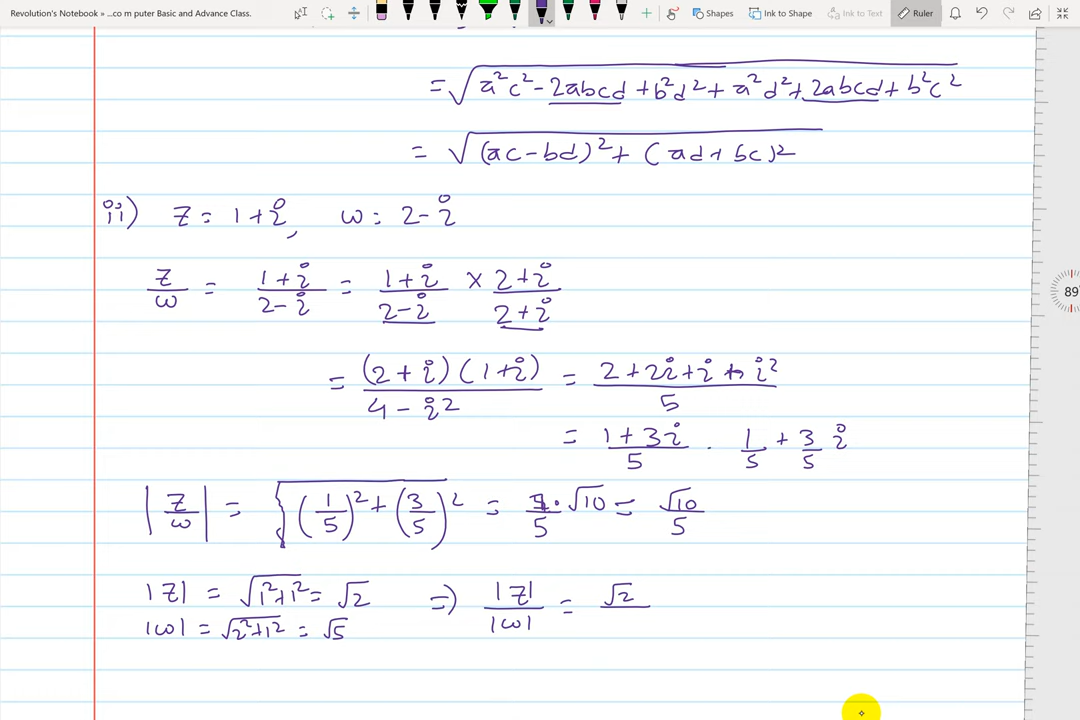 Revolution's Notebook » ...co m puter Basic and Advance Class.
Shapes Ink to Shape Ink to Text Ruler
= √(a²c² - 2abcd + b²d² + a²d² + 2abcd + b²c²)
= √((ac - bd)² + (ad + bc)²)
ii) z = 1 + i, ω = 2 - i
z/ω = (1 + i)/(2 - i) = (1 + i)/(2 - i) × (2 + i)/(2 + i)
= (2 + i)(1 + i)/(4 - i²) = (2 + 2i + i + i²)/5
= (1 + 3i)/5 . 1/5 + 3/5 i
89
|z/ω| = √((1/5)² + (3/5)²) = 1/5 · √10 = √10/5
|z| = √(1² + 1²) = √2 ⇒ |z|/|ω| = √2
|ω| = √(2² + 1²) = √5